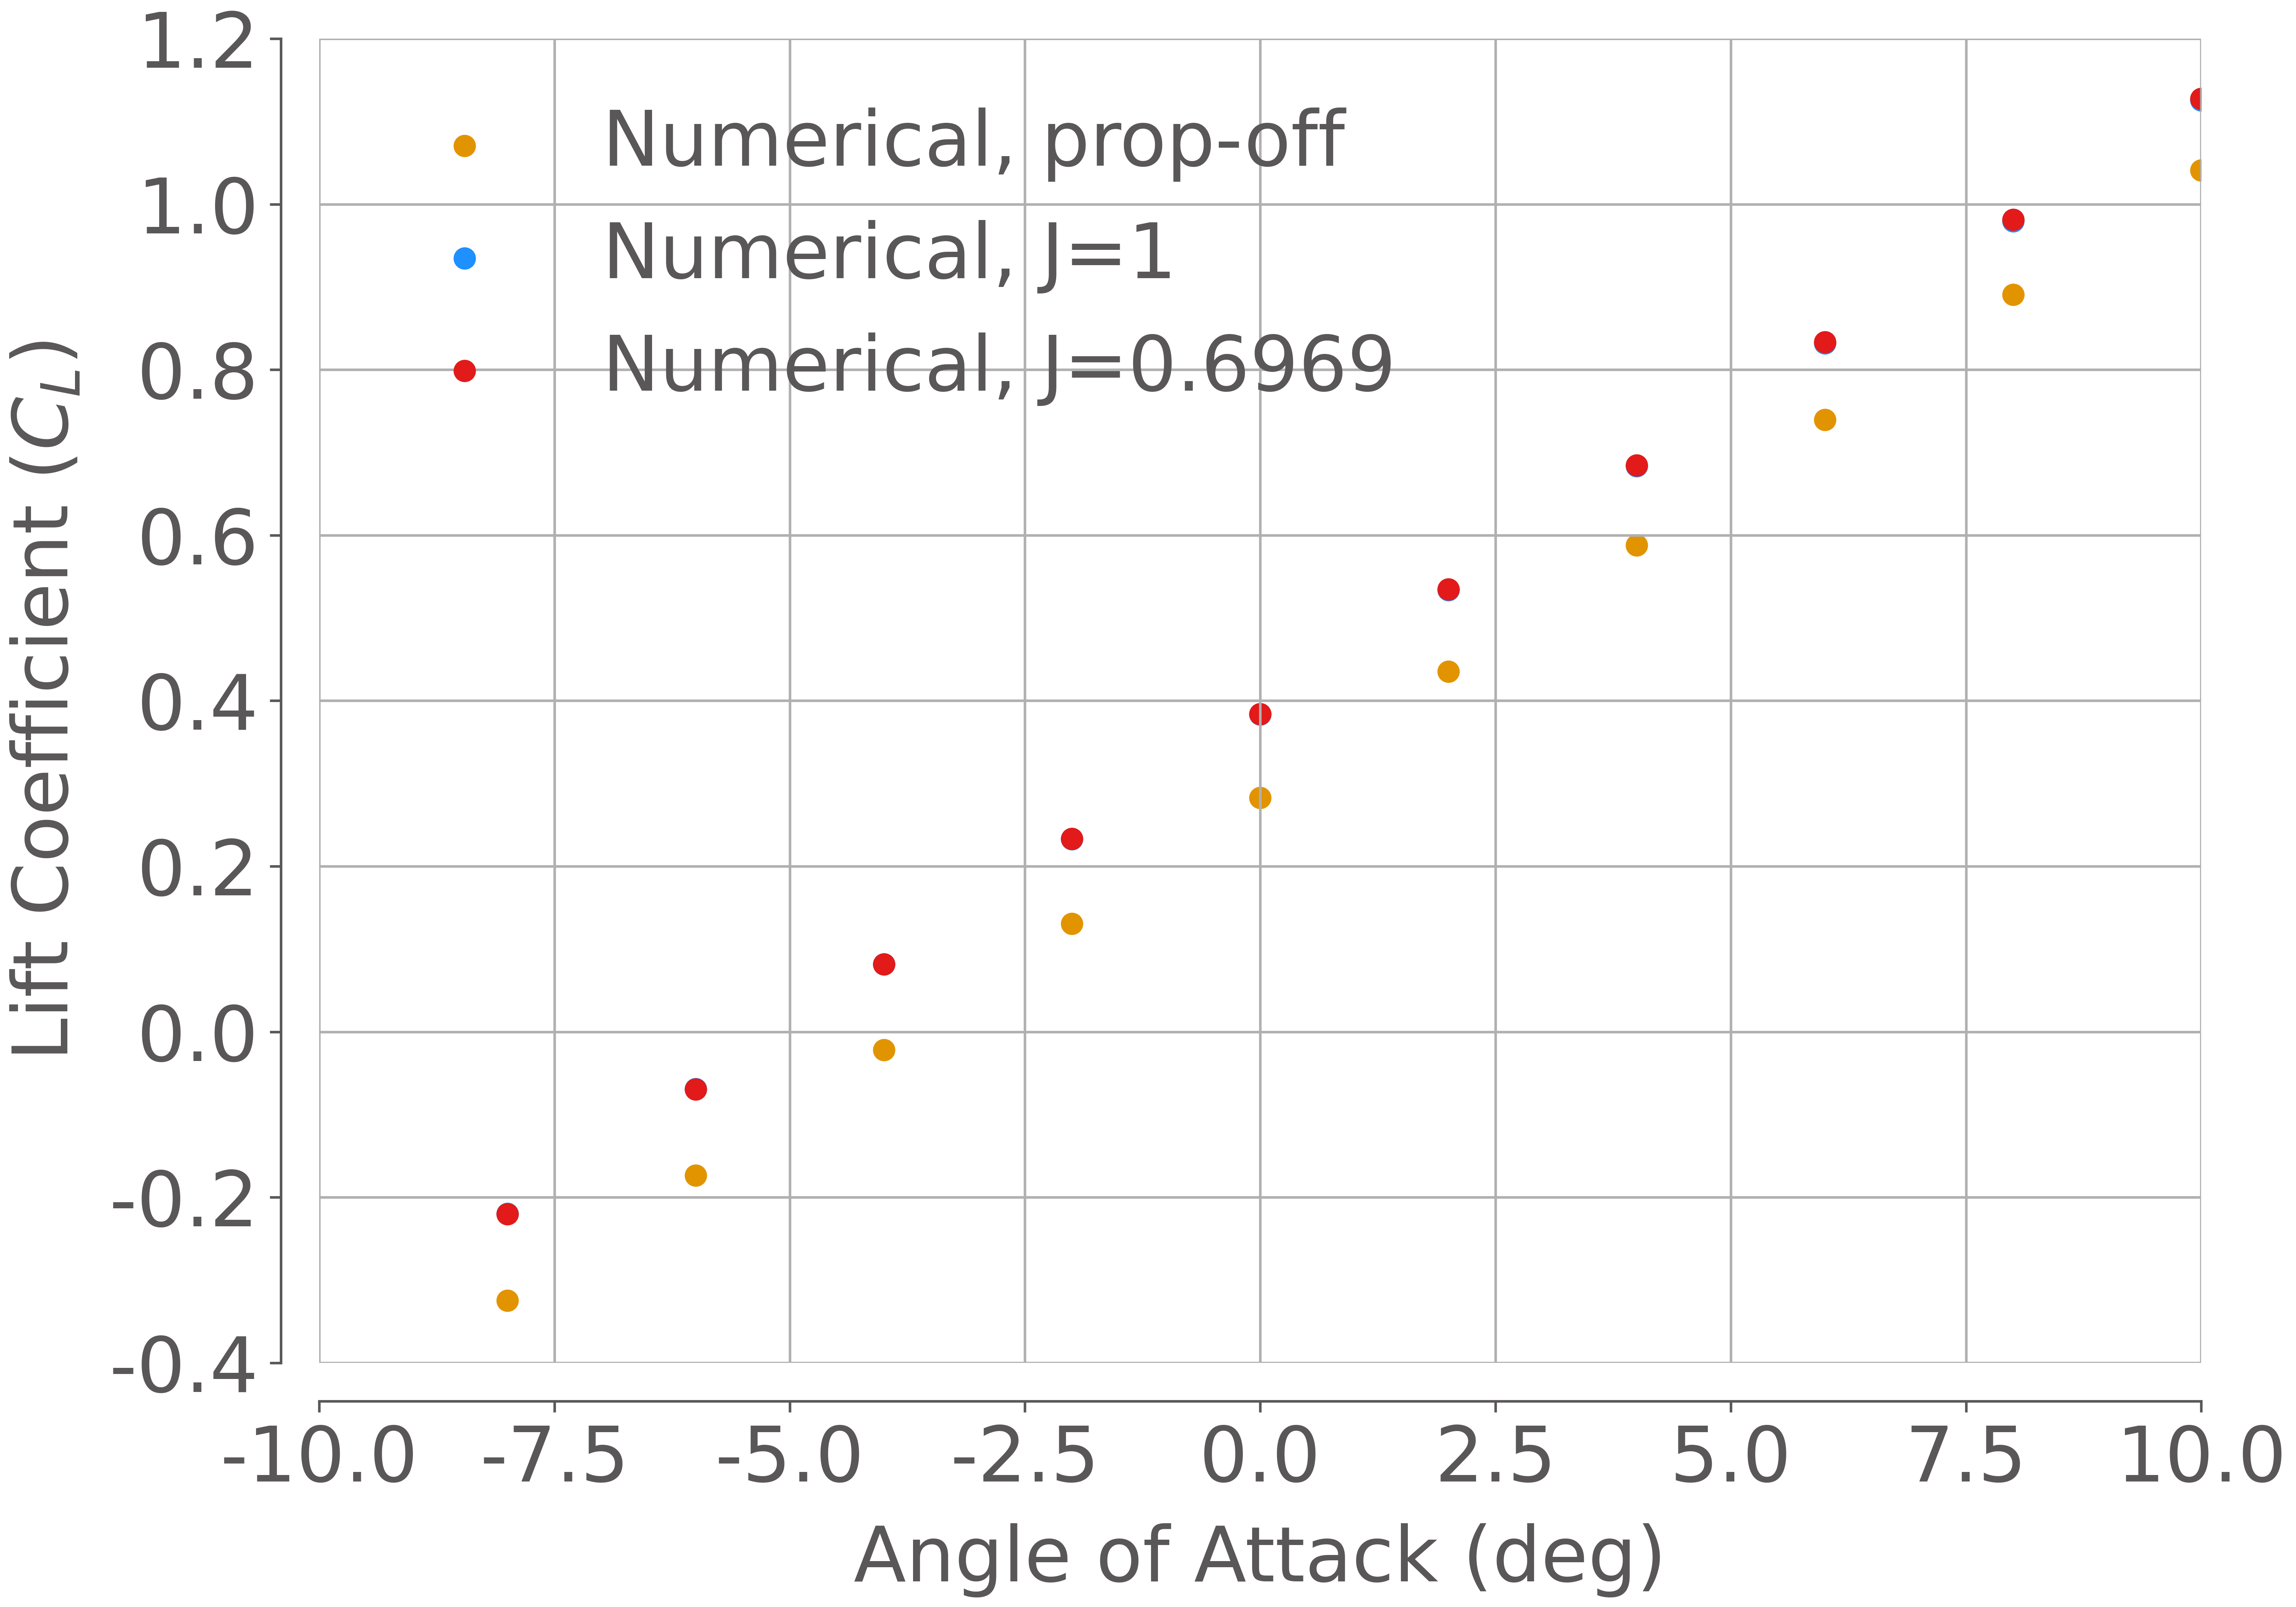 1.2
1.0
0.8
0.6
0.4
0.2
0.0
-0.2
-0.4
Lift Coefficient (C_L)
Numerical, prop-off
Numerical, J=1
Numerical, J=0.6969
-10.0 -7.5 -5.0 -2.5 0.0 2.5 5.0 7.5 10.0
Angle of Attack (deg)